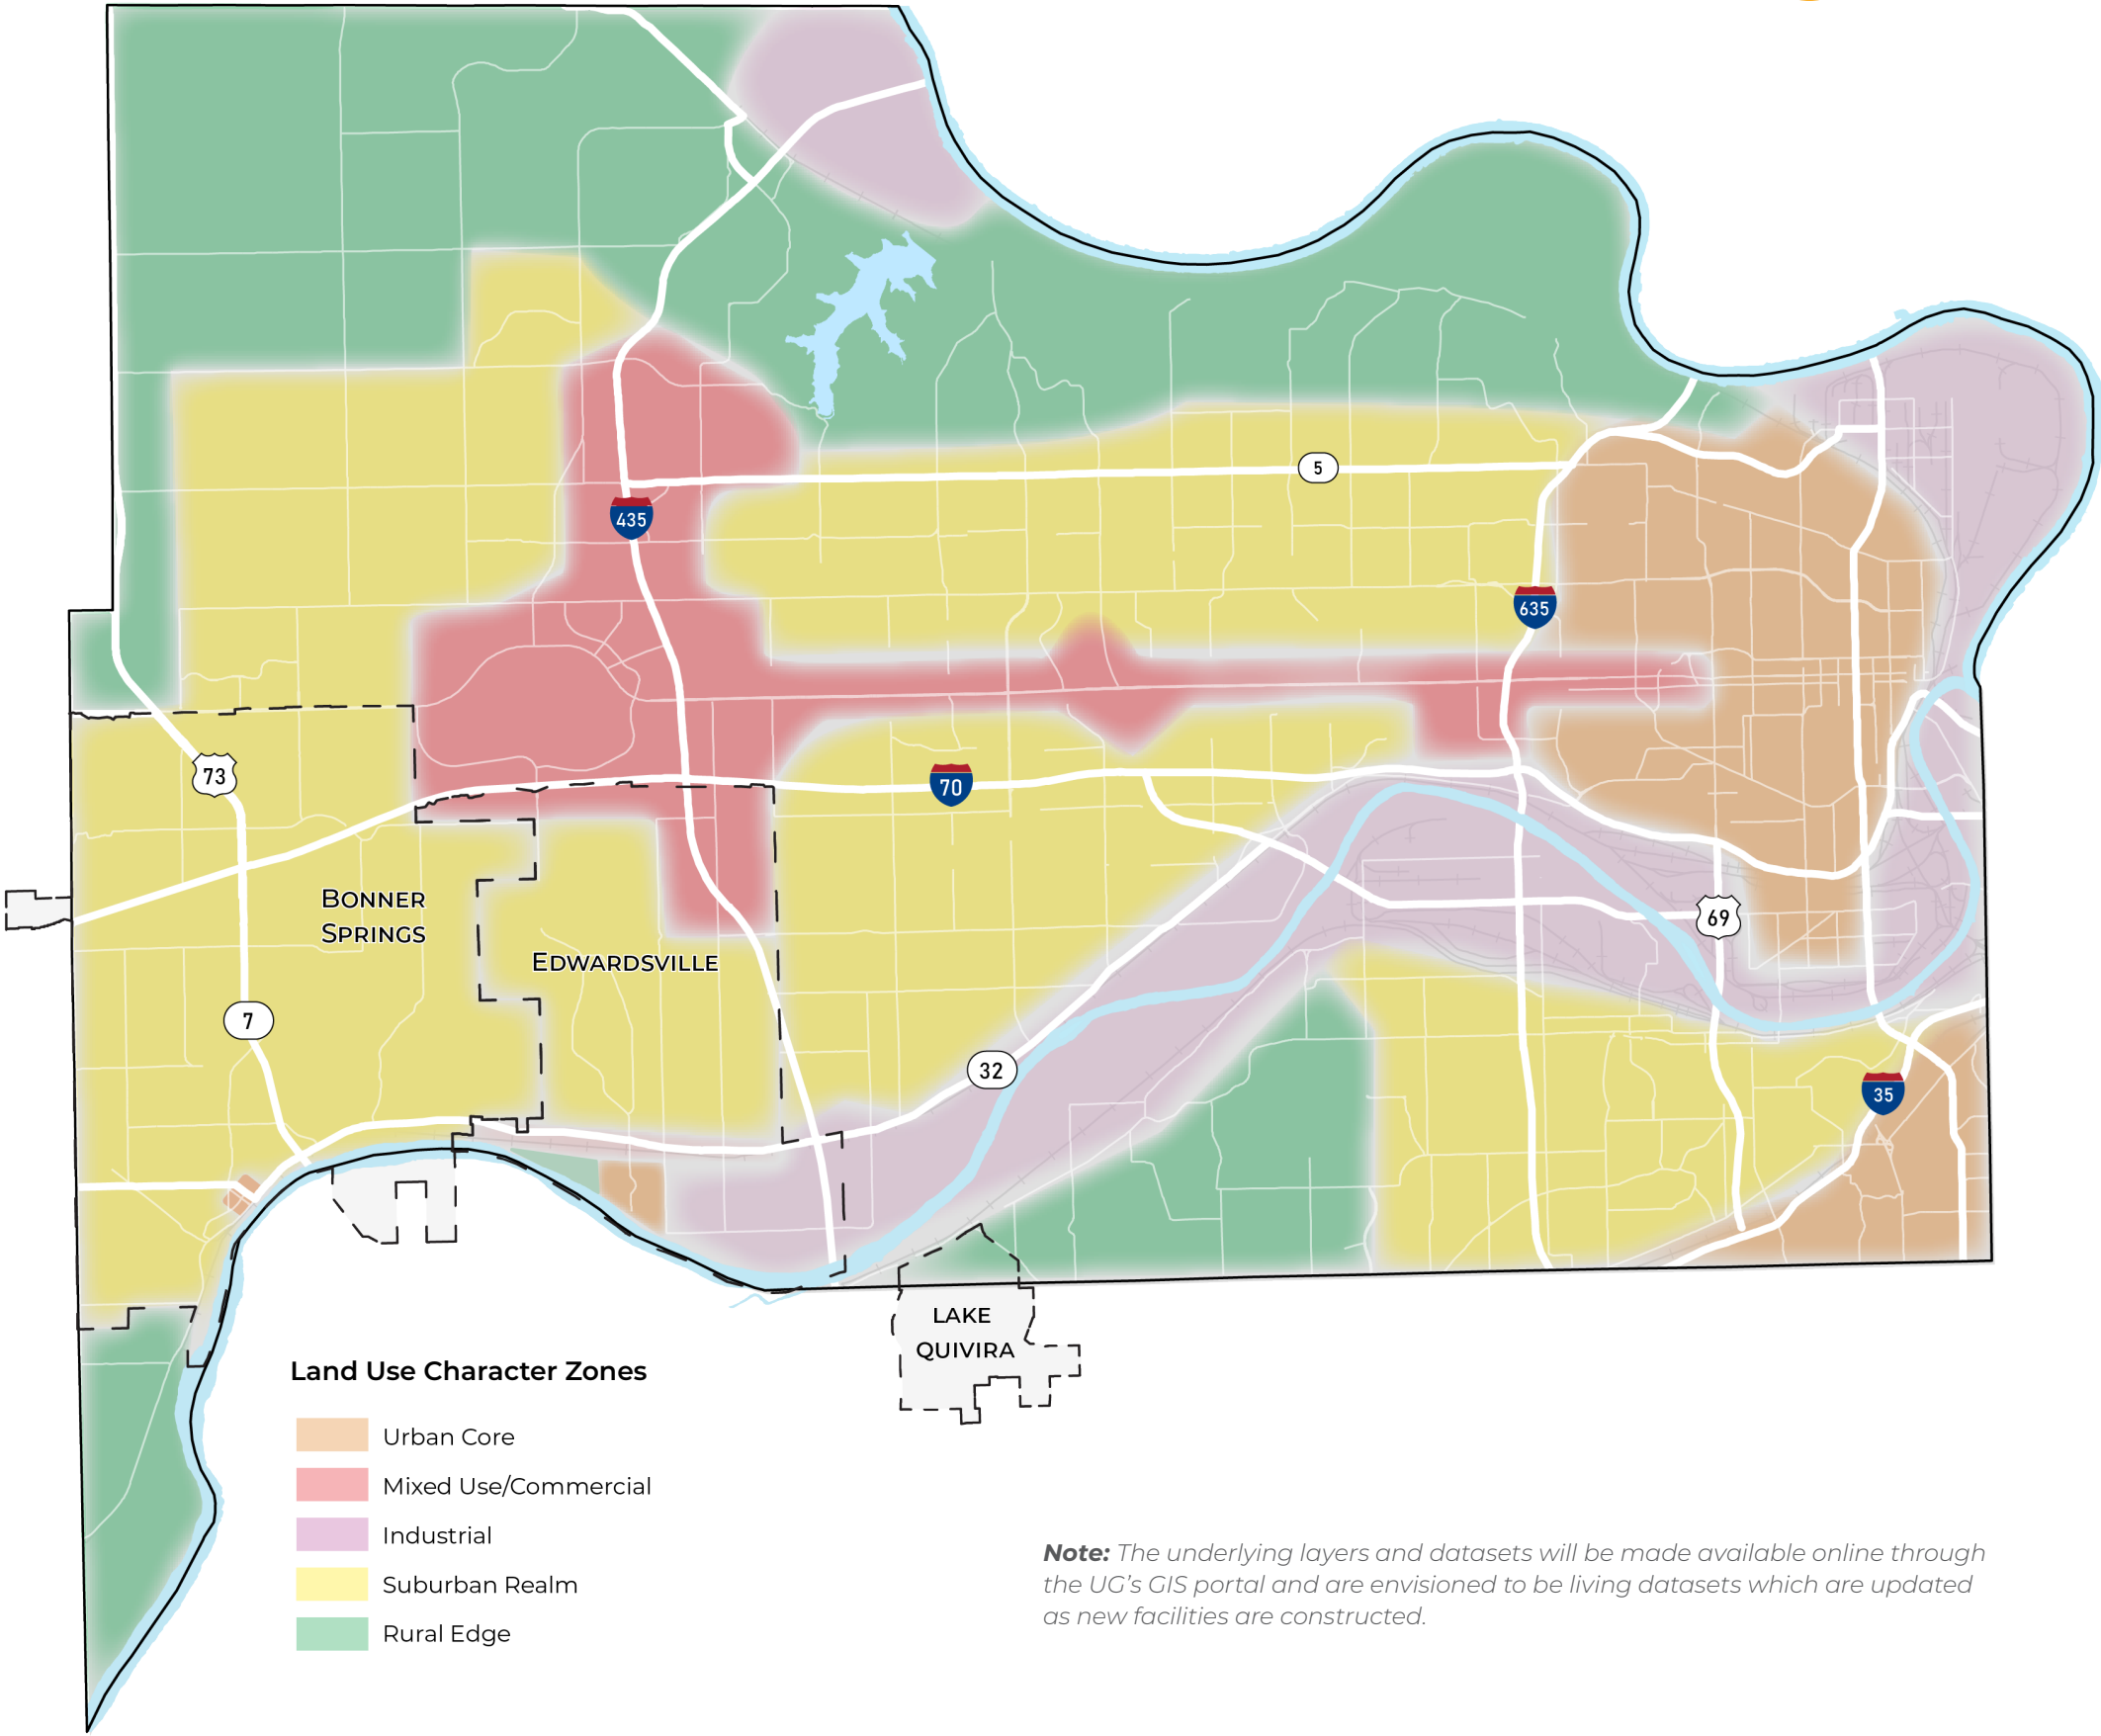 5
435
635
73
70
BONNER
SPRINGS
69
EDWARDSVILLE
7
32
35
LAKE
QUIVIRA
Land Use Character Zones
Urban Core
Mixed Use/Commercial
Industrial
Suburban Realm
Rural Edge
Note: The underlying layers and datasets will be made available online through
the UG's GIS portal and are envisioned to be living datasets which are updated
as new facilities are constructed.